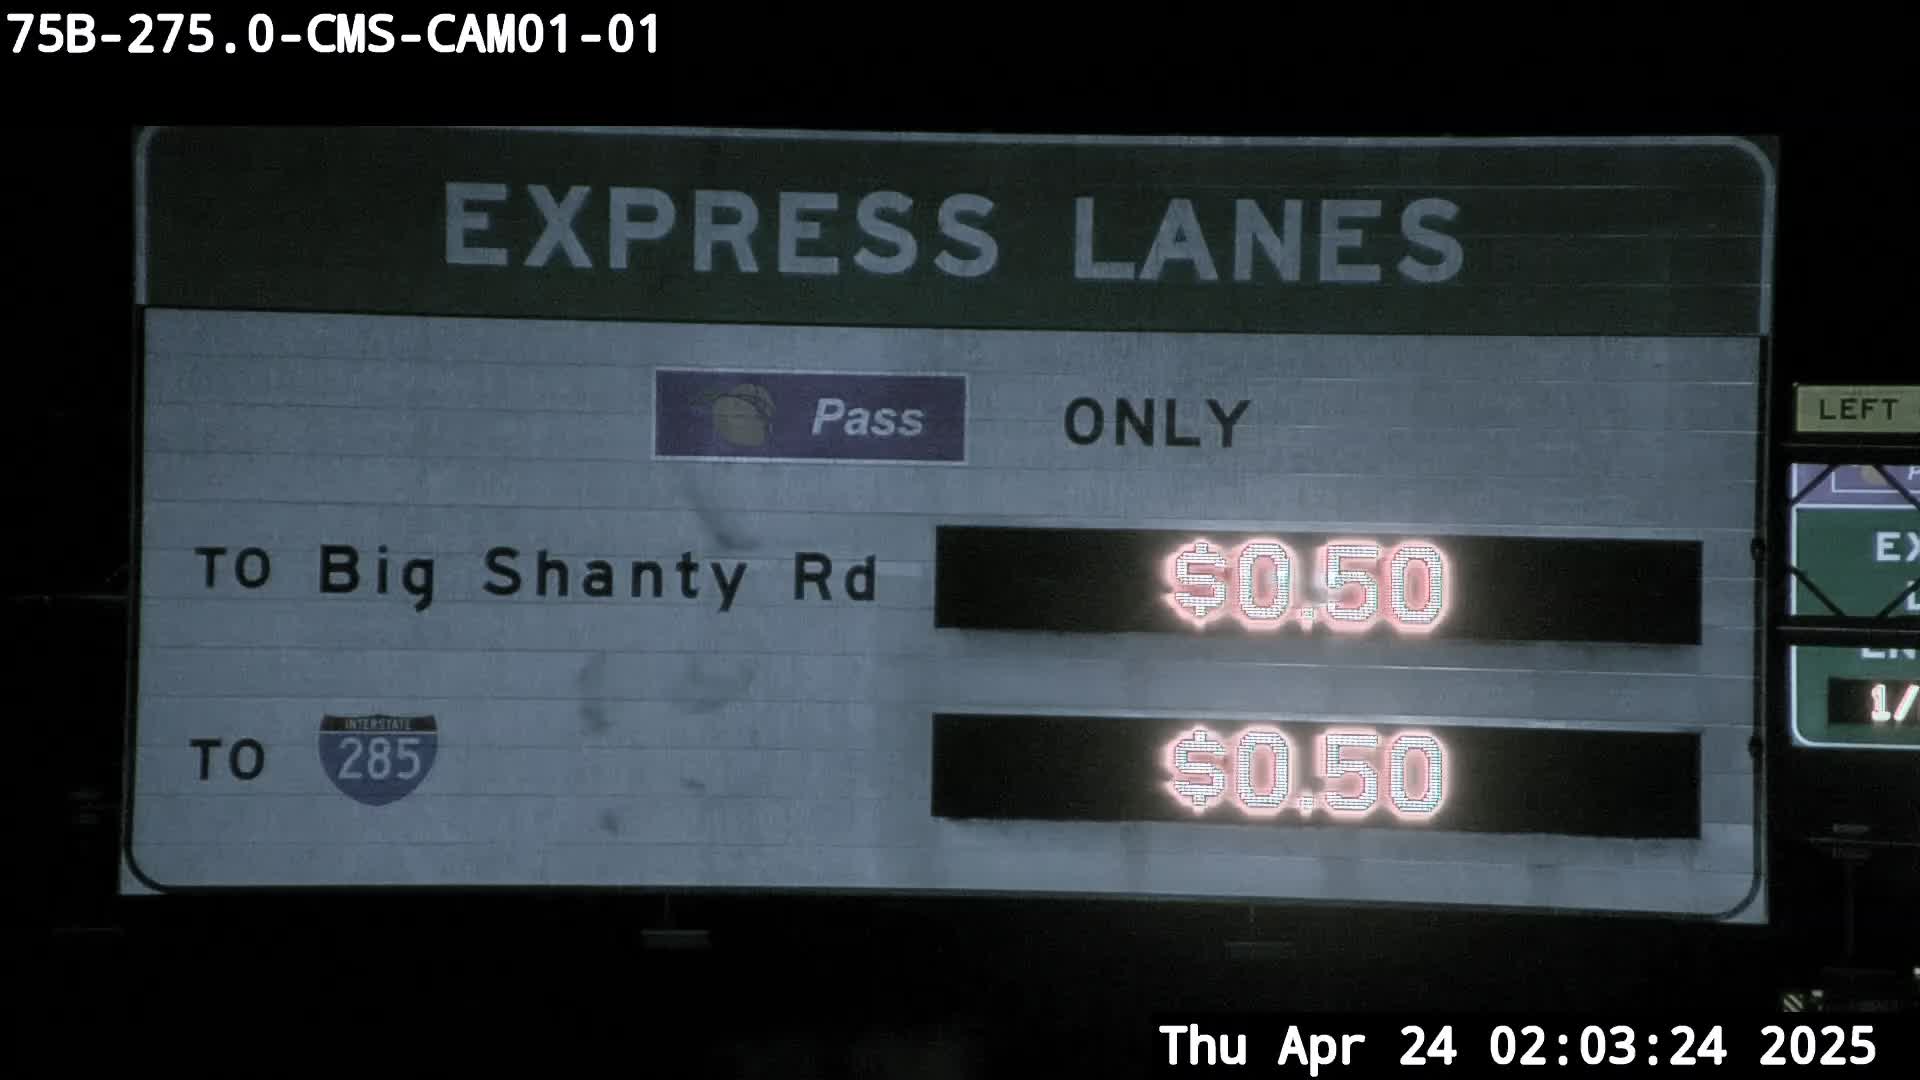 75B-275.0-CMS-CAM01-01
EXPRESS LANES
Pass ONLY
TO Big Shanty Rd $0.50
TO INTERSTATE 285 $0.50
LEFT
Thu Apr 24 02:03:24 2025